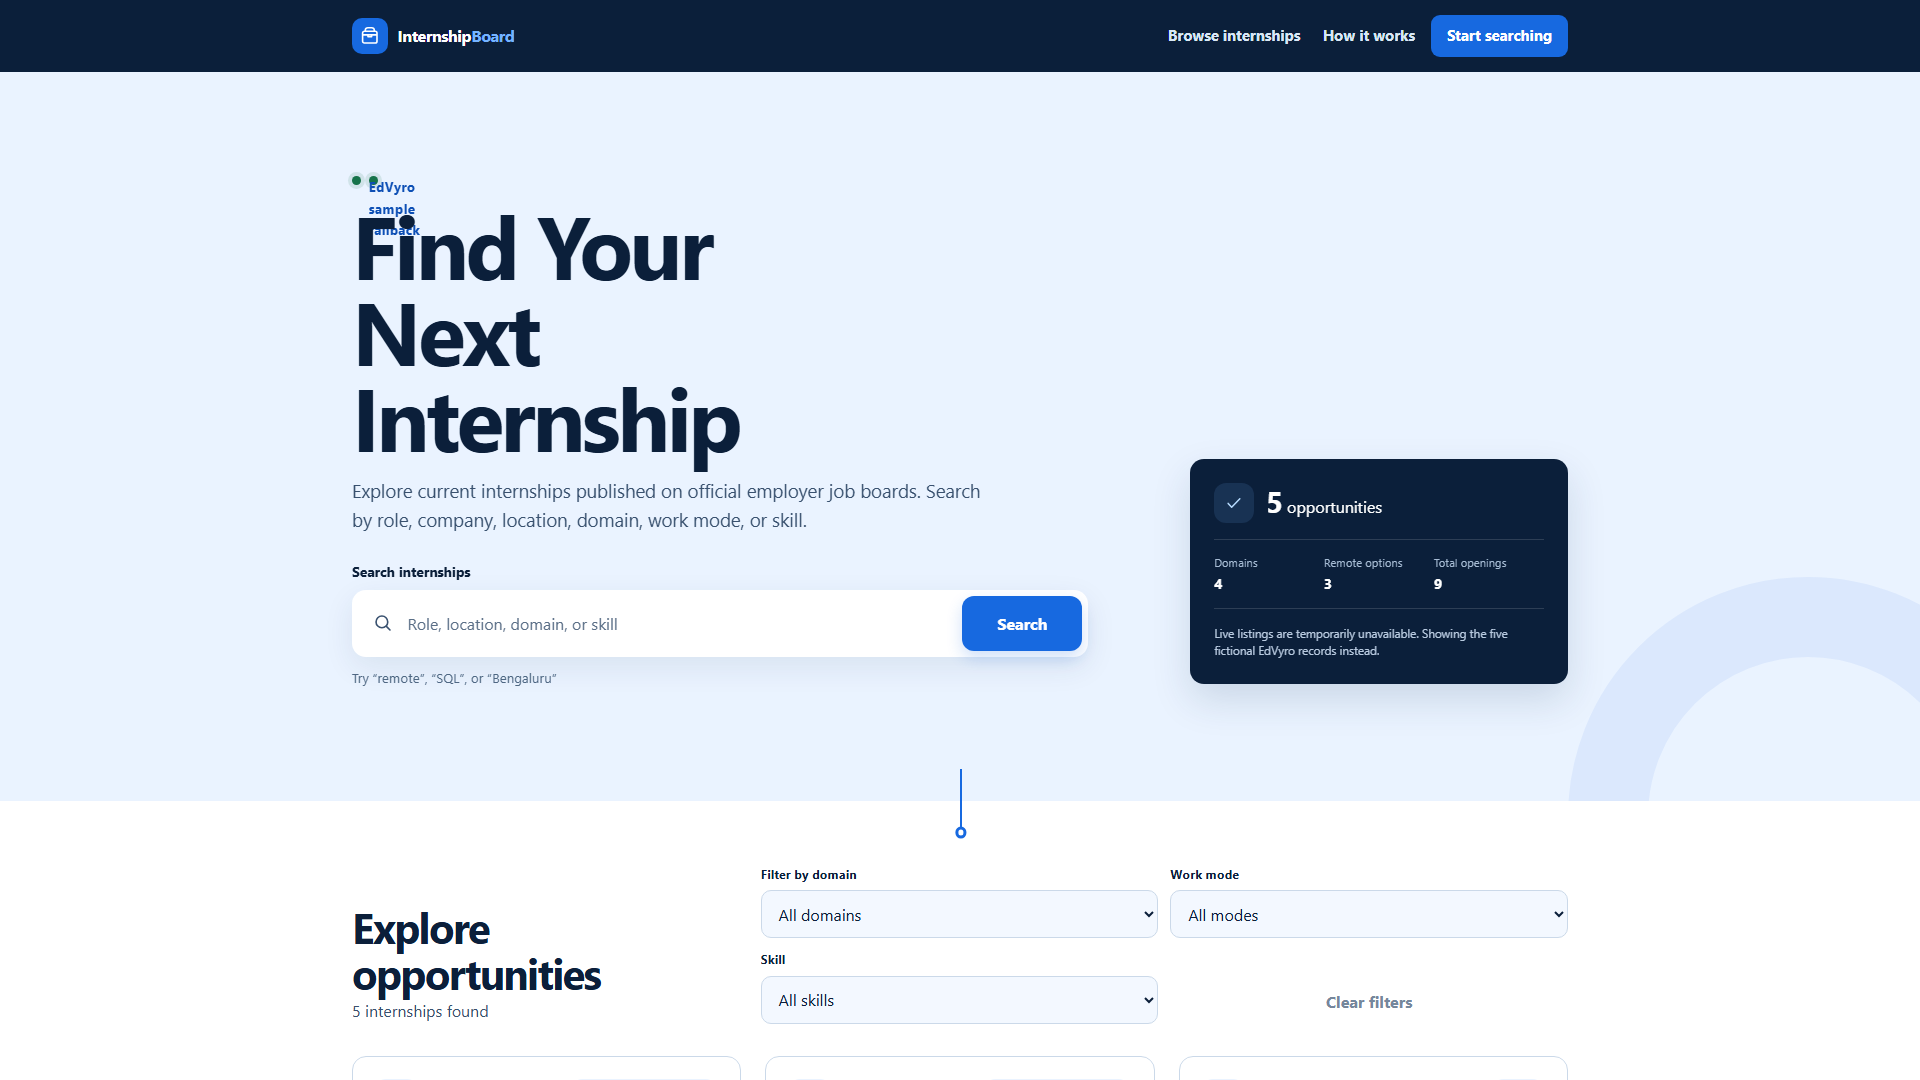 InternshipBoard
Browse internships
How it works
Start searching
EdVyro
sample
fallback
Find Your
Next
Internship
Explore current internships published on official employer job boards. Search
by role, company, location, domain, work mode, or skill.
Search internships
Role, location, domain, or skill
Search
Try “remote”, “SQL”, or “Bengaluru”
5 opportunities
Domains
4
Remote options
3
Total openings
9
Live listings are temporarily unavailable. Showing the five
fictional EdVyro records instead.
Explore
opportunities
5 internships found
Filter by domain
All domains
Work mode
All modes
Skill
All skills
Clear filters